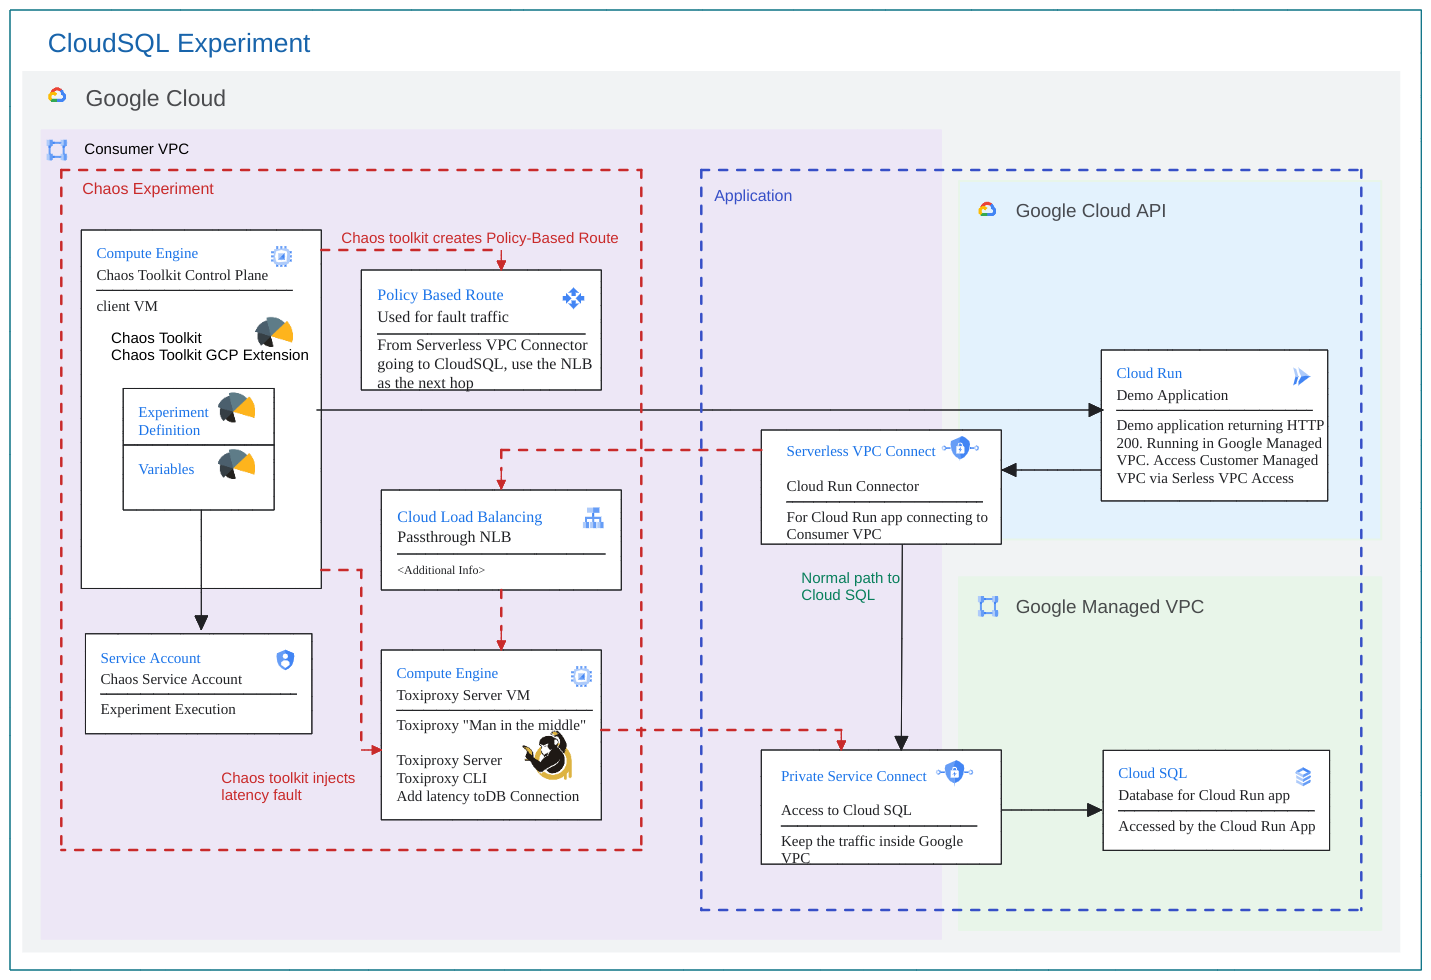 CloudSQL Experiment
Google Cloud
Consumer VPC
Chaos Experiment
Compute Engine
Chaos Toolkit Control Plane
client VM
Chaos Toolkit
Chaos Toolkit GCP Extension
Experiment
Definition
Variables
Service Account
Chaos Service Account
Experiment Execution
Chaos toolkit creates Policy-Based Route
Policy Based Route
Used for fault traffic
From Serverless VPC Connector
going to CloudSQL, use the NLB
as the next hop
Cloud Load Balancing
Passthrough NLB
<Additional Info>
Compute Engine
Toxiproxy Server VM
Toxiproxy "Man in the middle"
Toxiproxy Server
Toxiproxy CLI
Add latency toDB Connection
Chaos toolkit injects
latency fault
Application
Serverless VPC Connect
Cloud Run Connector
For Cloud Run app connecting to
Consumer VPC
Normal path to
Cloud SQL
Private Service Connect
Access to Cloud SQL
Keep the traffic inside Google
VPC
Google Cloud API
Cloud Run
Demo Application
Demo application returning HTTP
200. Running in Google Managed
VPC. Access Customer Managed
VPC via Serless VPC Access
Google Managed VPC
Cloud SQL
Database for Cloud Run app
Accessed by the Cloud Run App